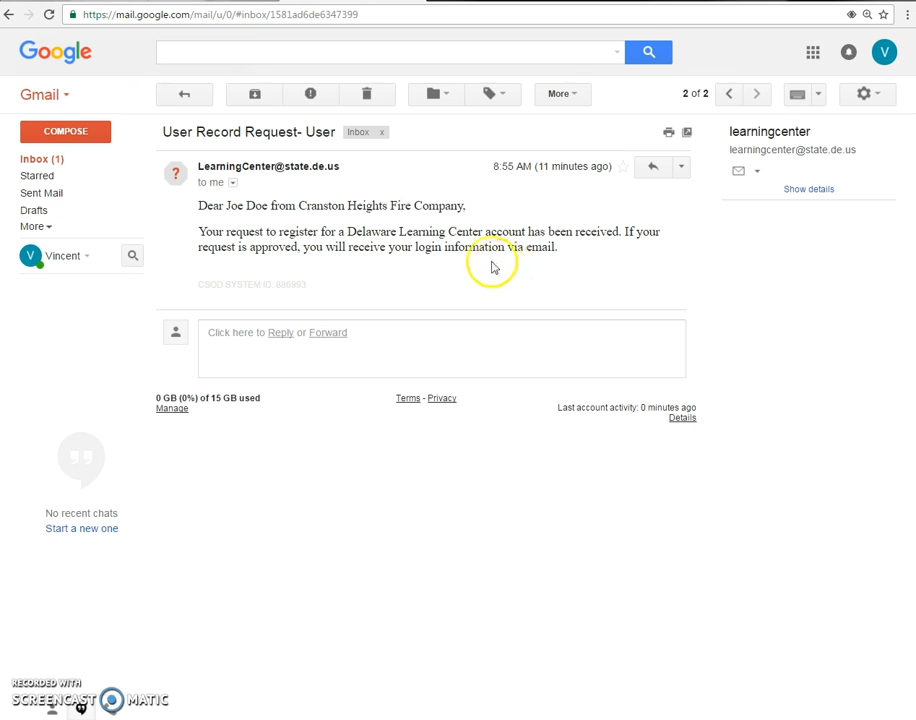 https://mail.google.com/mail/u/0/#inbox/1581ad6de6347399
Google
V
Gmail
More
2 of 2
COMPOSE
Inbox (1)
Starred
Sent Mail
Drafts
More
V
Vincent
User Record Request- User
Inbox x
?
LearningCenter@state.de.us
8:55 AM (11 minutes ago)
to me
Dear Joe Doe from Cranston Heights Fire Company,
Your request to register for a Delaware Learning Center account has been received. If your
request is approved, you will receive your login information via email.
CSOD SYSTEM ID: 886993
Click here to Reply or Forward
0 GB (0%) of 15 GB used
Manage
Terms - Privacy
Last account activity: 0 minutes ago
Details
learningcenter
learningcenter@state.de.us
Show details
No recent chats
Start a new one
RECORDED WITH
SCREENCAST MATIC